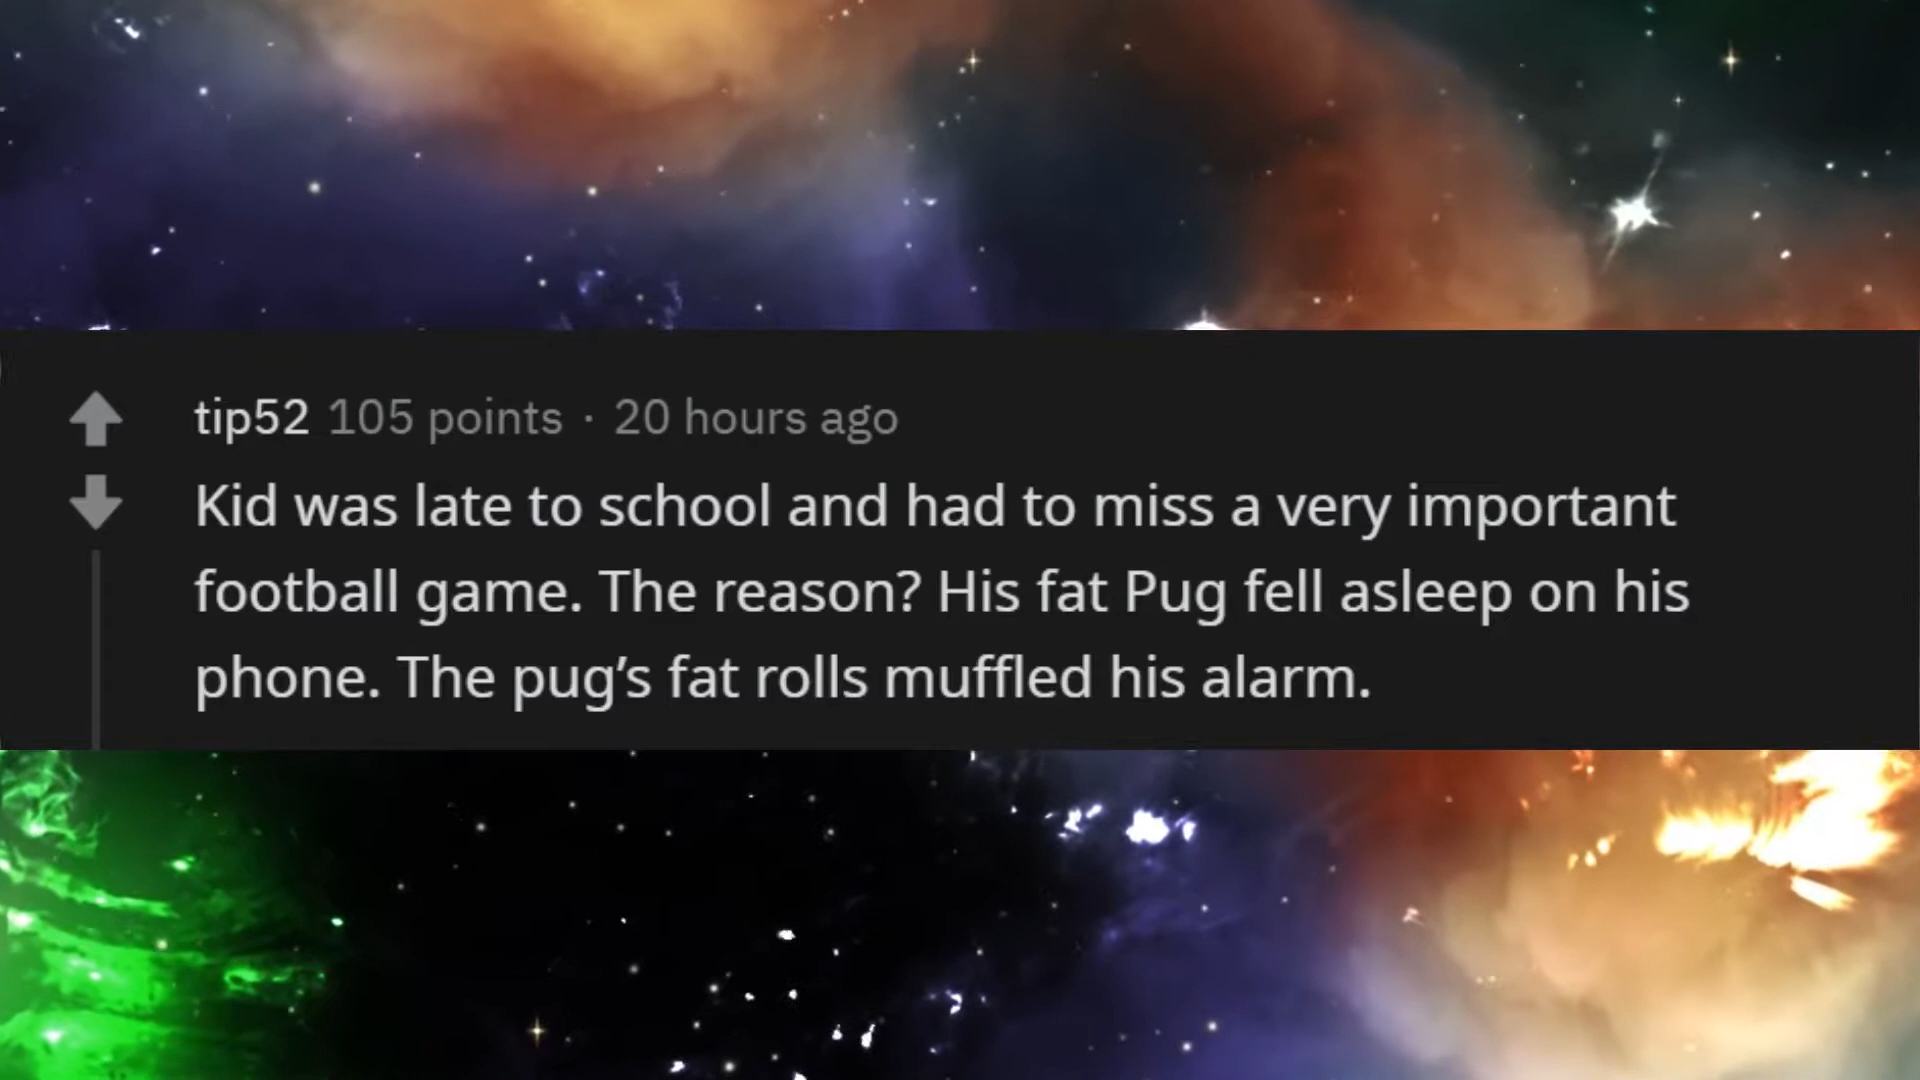 tip52 105 points · 20 hours ago
Kid was late to school and had to miss a very important
football game. The reason? His fat Pug fell asleep on his
phone. The pug’s fat rolls muffled his alarm.